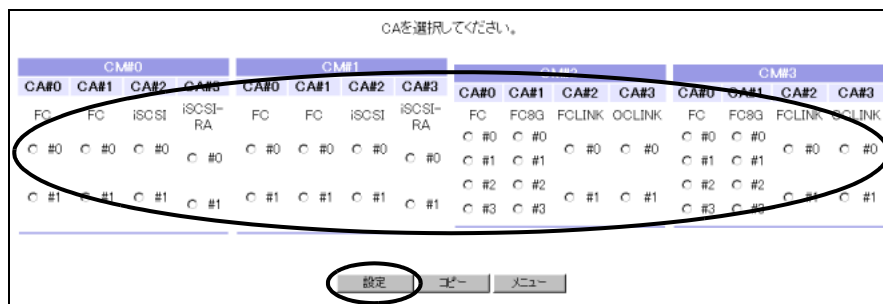 CAを選択してください。
CM#0 CM#1 CM#2 CM#3
CA#0 CA#1 CA#2 CA#3 CA#0 CA#1 CA#2 CA#3 CA#0 CA#1 CA#2 CA#3 CA#0 CA#1 CA#2 CA#3
FC FC iSCSI iSCSI-RA FC FC iSCSI iSCSI-RA FC FC8G FCLINK OCLINK FC FC8G FCLINK OCLINK
#0 #0 #0 #0 #0 #0 #0 #0 #0 #0 #0 #0 #0 #0 #0 #0
#1 #1 #1 #1
#2 #2 #2 #2
#1 #1 #1 #1 #1 #1 #1 #1 #3 #3 #1 #1 #3 #3 #1 #1
設定 コピー メニュー